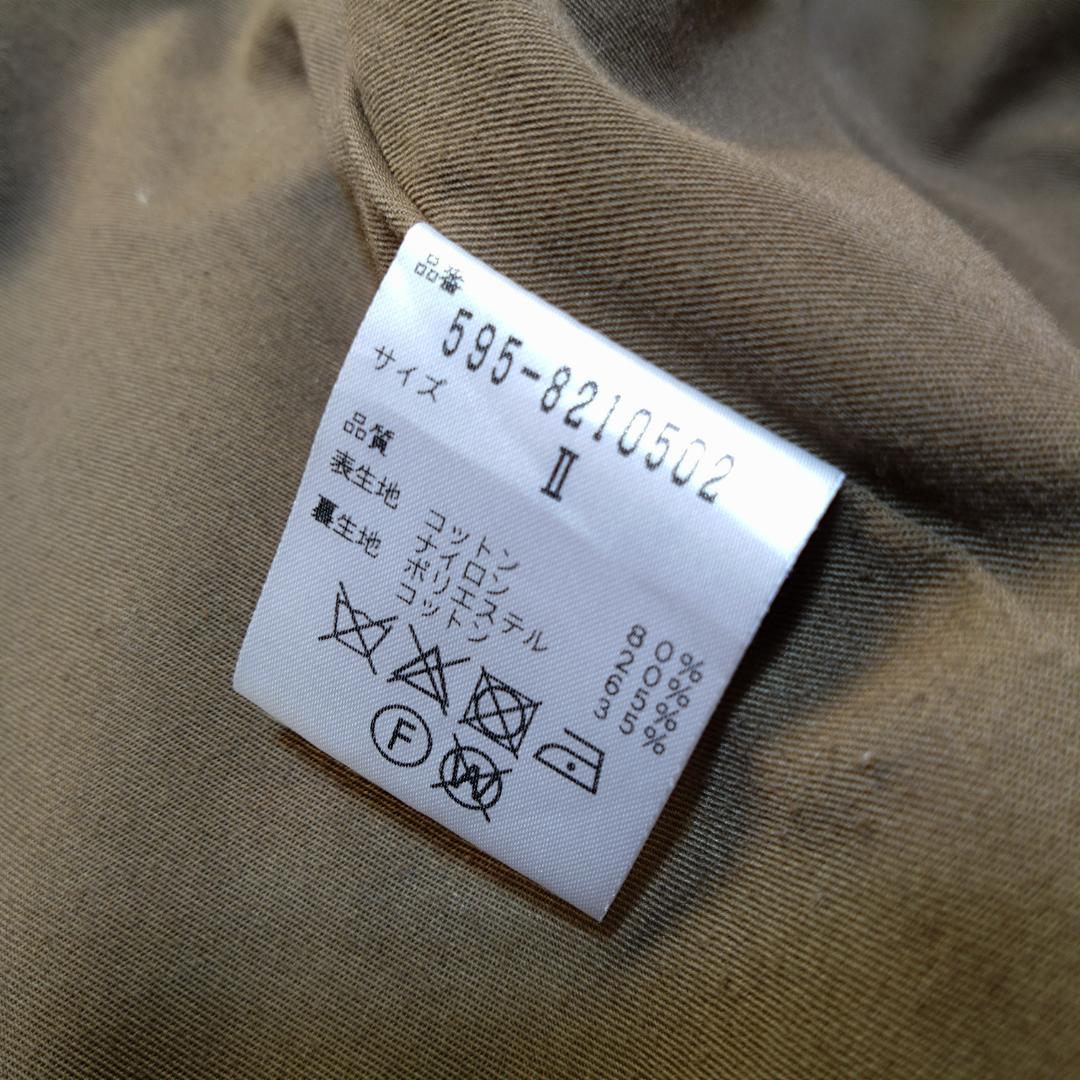 品番
595-8210502
サイズ
Ⅱ
品質
表生地 コットン 80%
ナイロン 20%
裏生地 ポリエステル 65%
コットン 35%
F
W